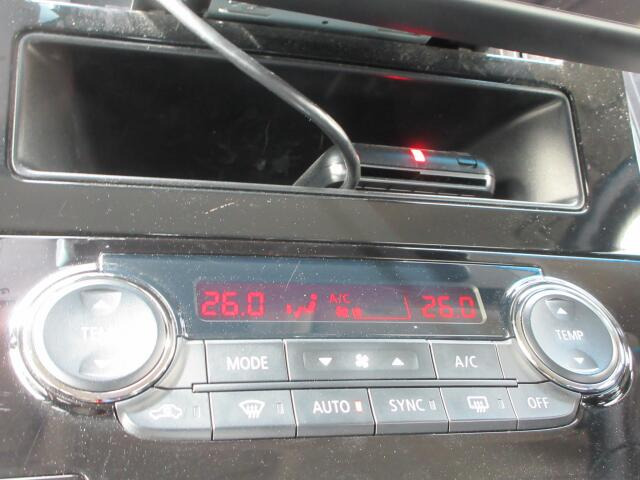 26.0 A/C 26.0
TEMP MODE A/C TEMP
AUTO SYNC OFF